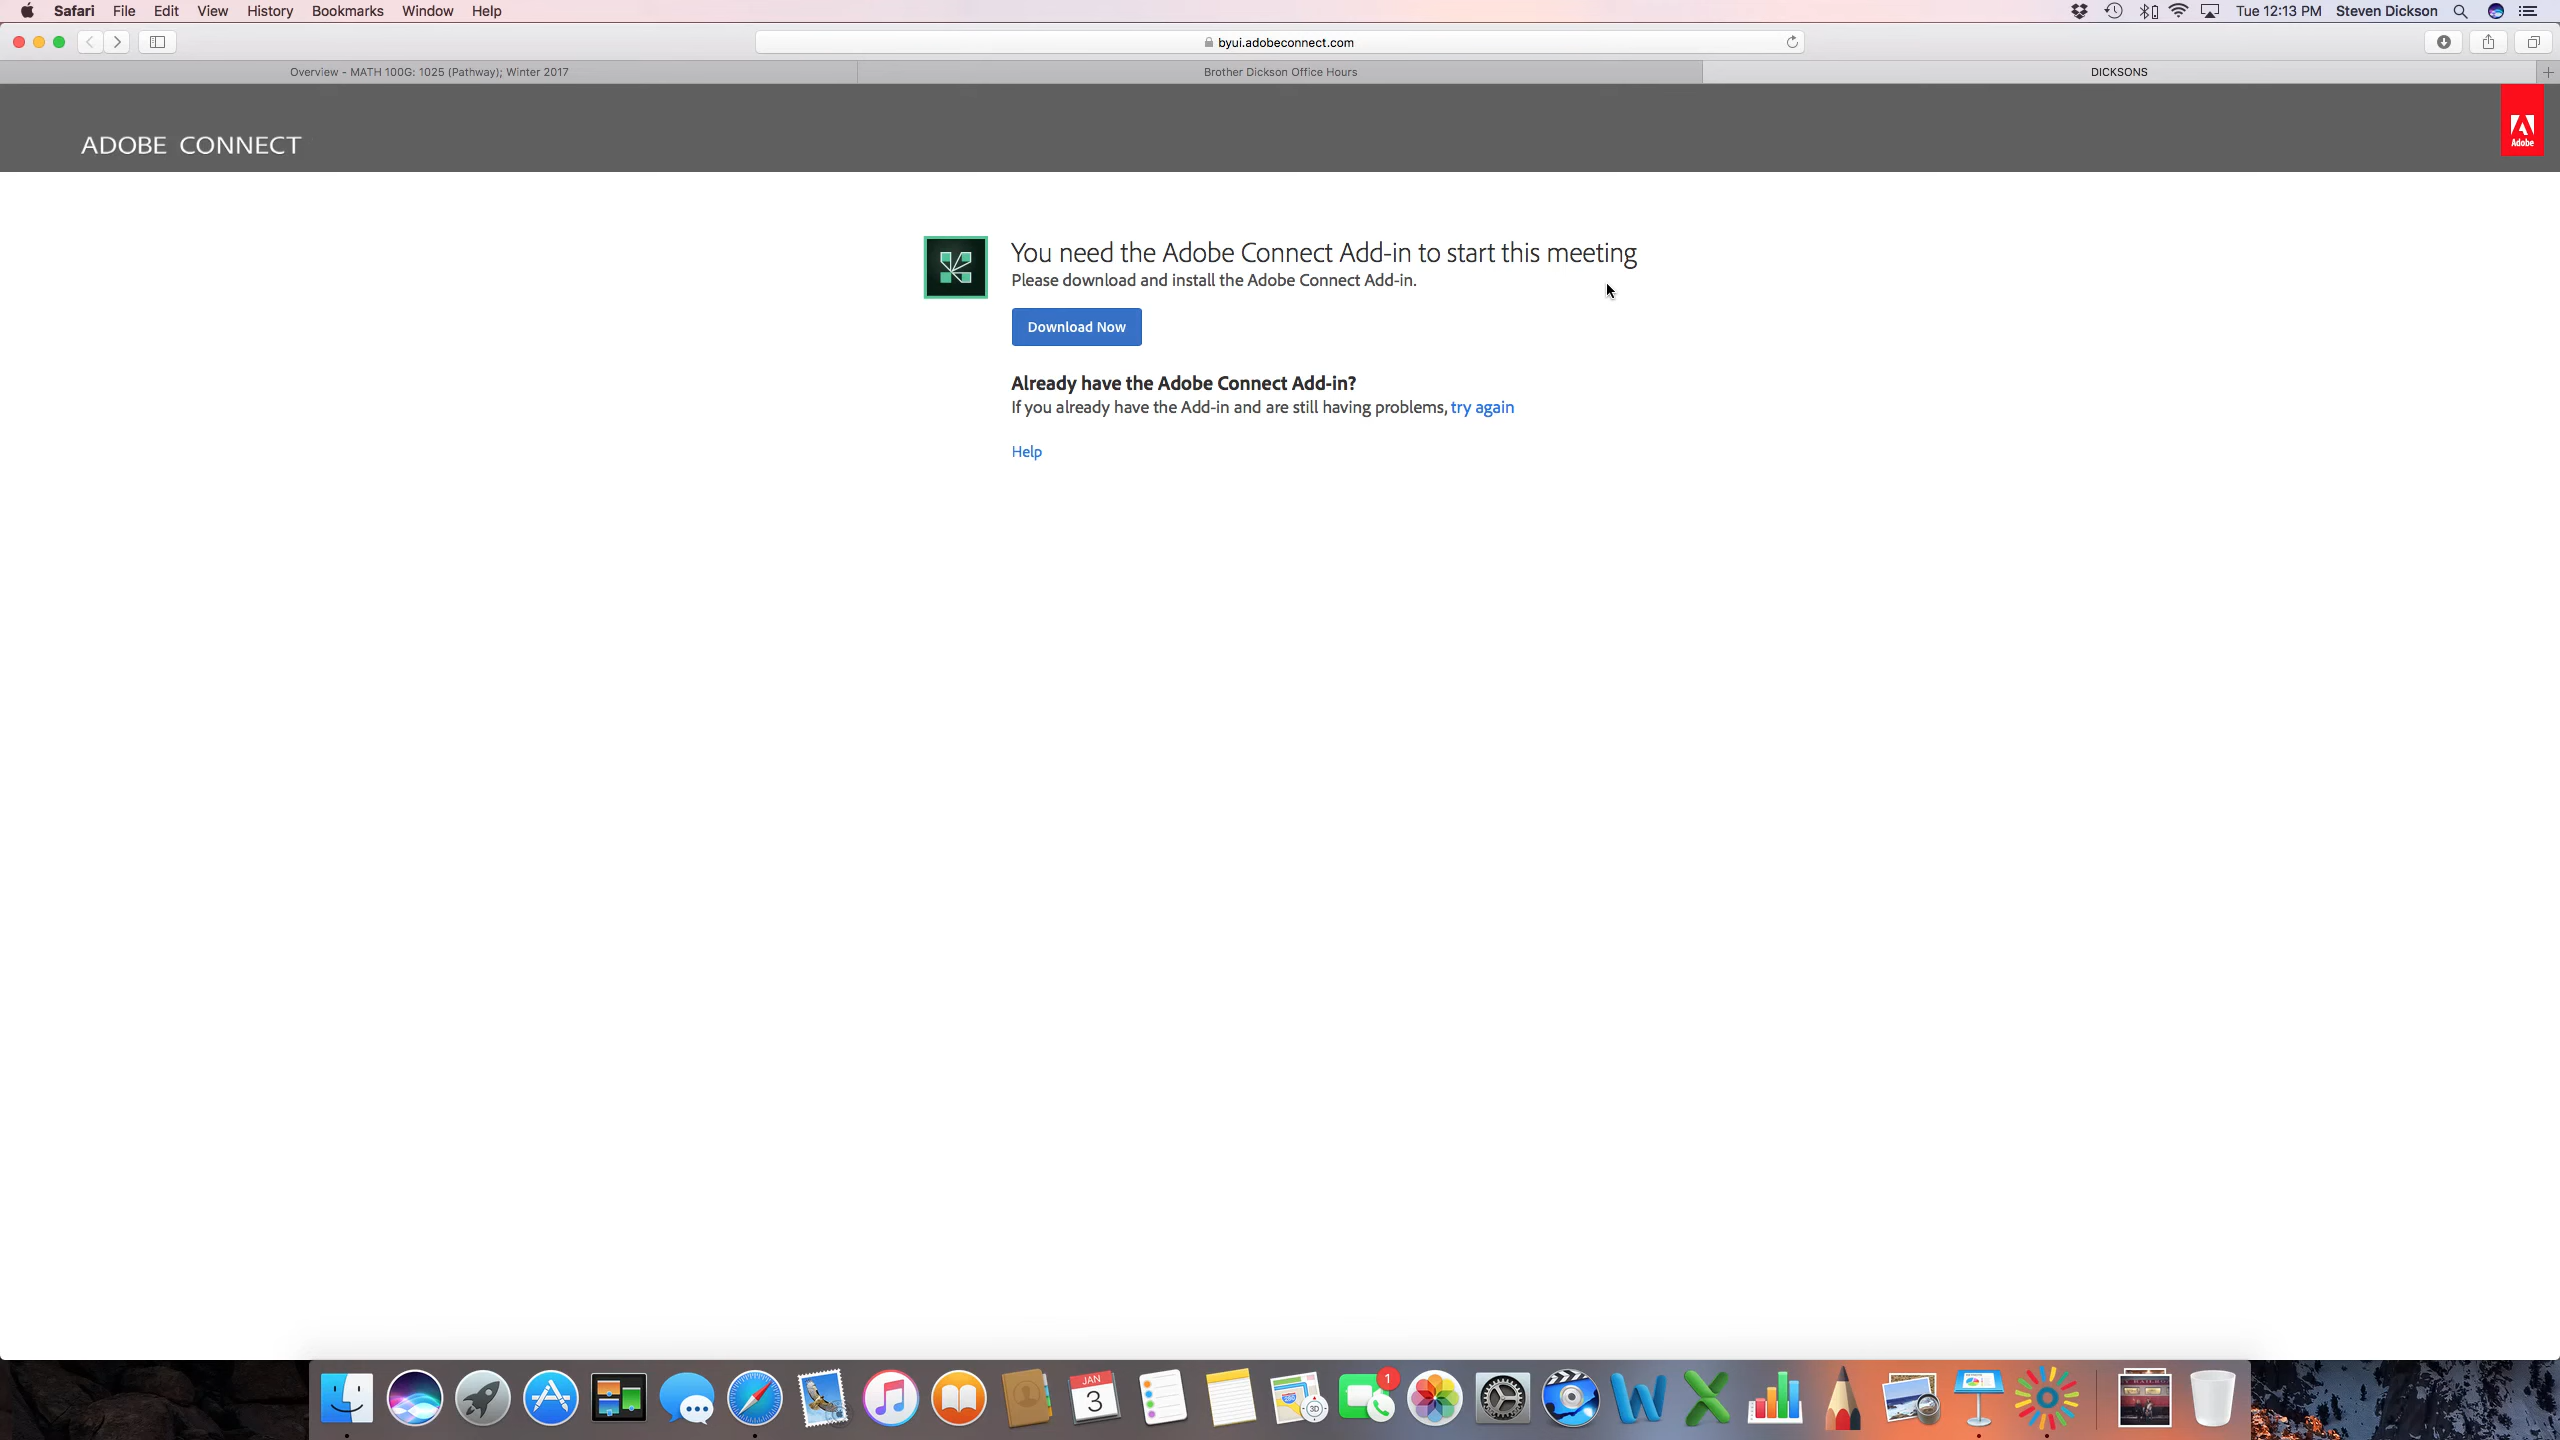 Safari File Edit View History Bookmarks Window Help
Tue 12:13 PM Steven Dickson
byui.adobeconnect.com
Overview - MATH 100G: 1025 (Pathway); Winter 2017
Brother Dickson Office Hours
DICKSONS
ADOBE CONNECT
Adobe
You need the Adobe Connect Add-in to start this meeting
Please download and install the Adobe Connect Add-in.
Download Now
Already have the Adobe Connect Add-in?
If you already have the Add-in and are still having problems, try again
Help
JAN
3
3D
1